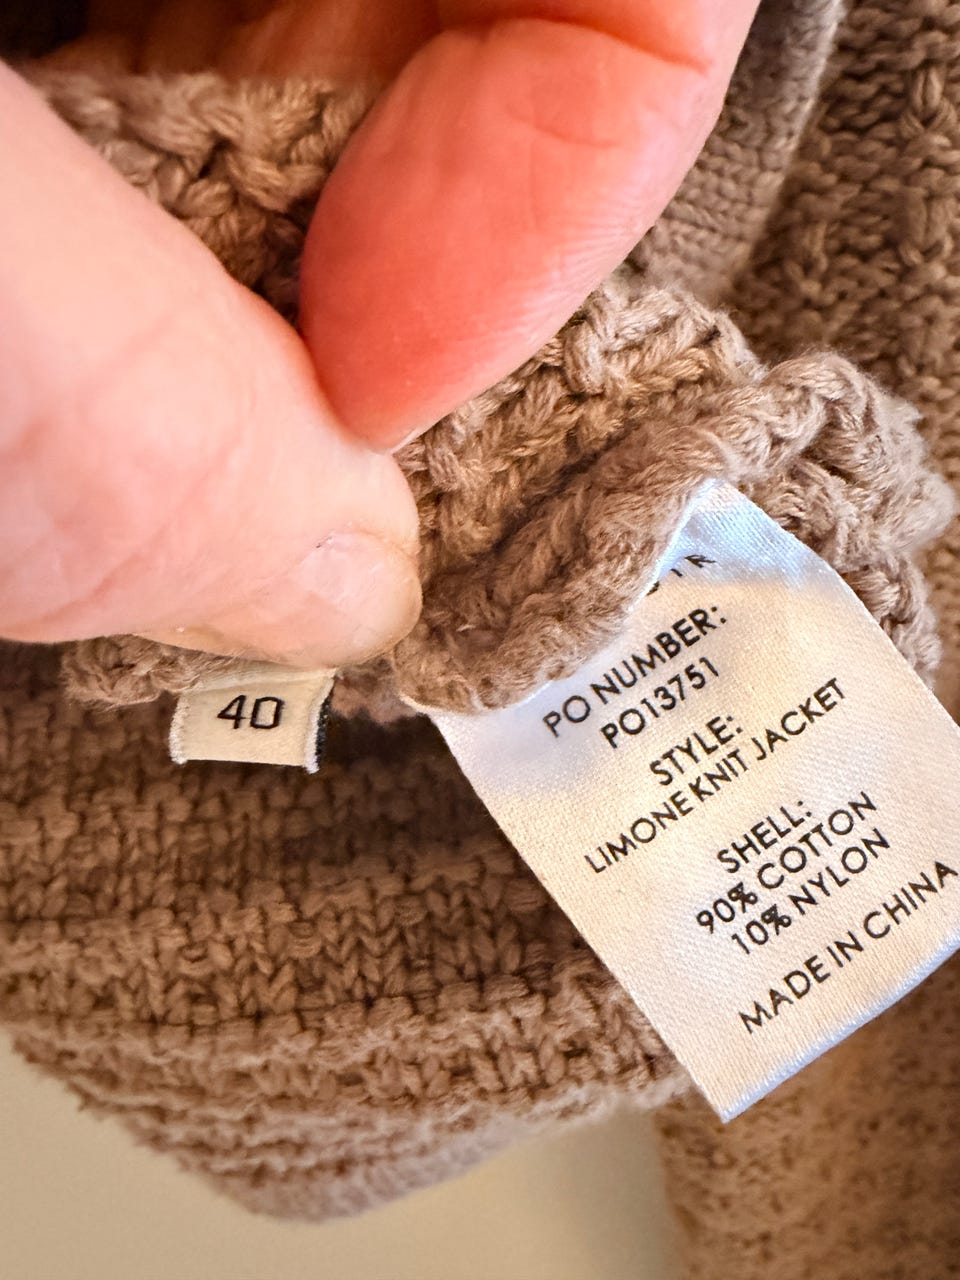 40
PO NUMBER:
PO13751
STYLE:
LIMONE KNIT JACKET
SHELL:
90% COTTON
10% NYLON
MADE IN CHINA